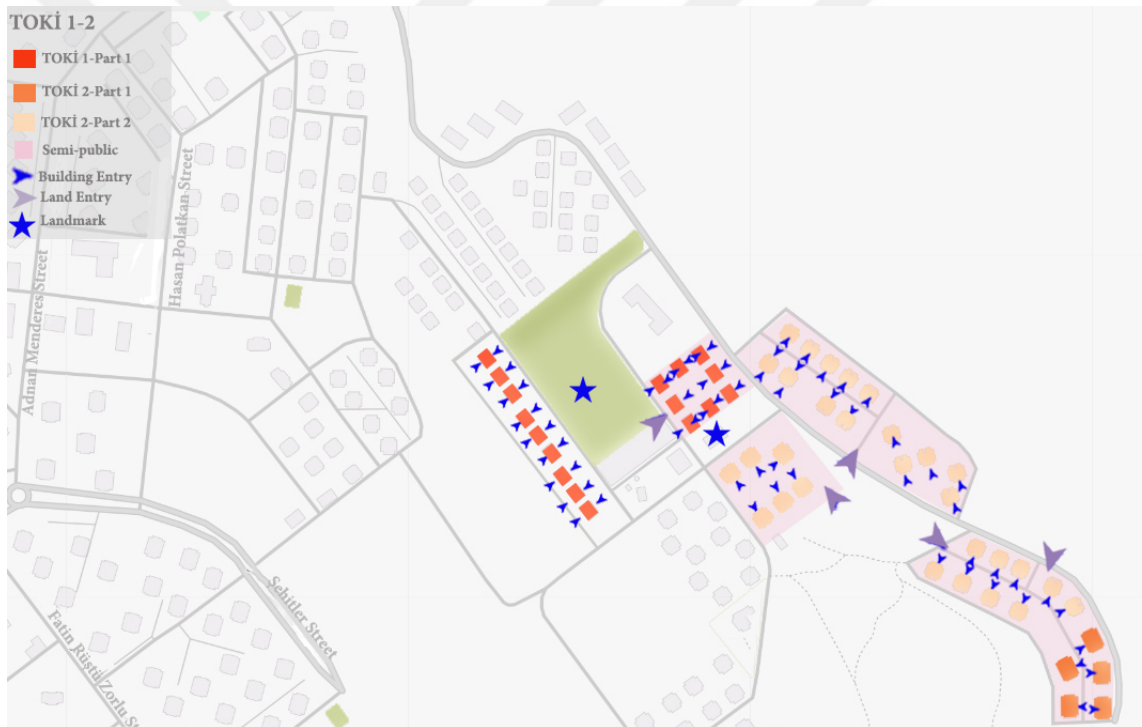 TOKİ 1-2
TOKİ 1-Part 1
TOKİ 2-Part 1
TOKİ 2-Part 2
Semi-public
Building Entry
Land Entry
Landmark
Adnan Menderes Street
Hasan Polatkan Street
Şehitler Street
Fatin Rüştü Zorlu St